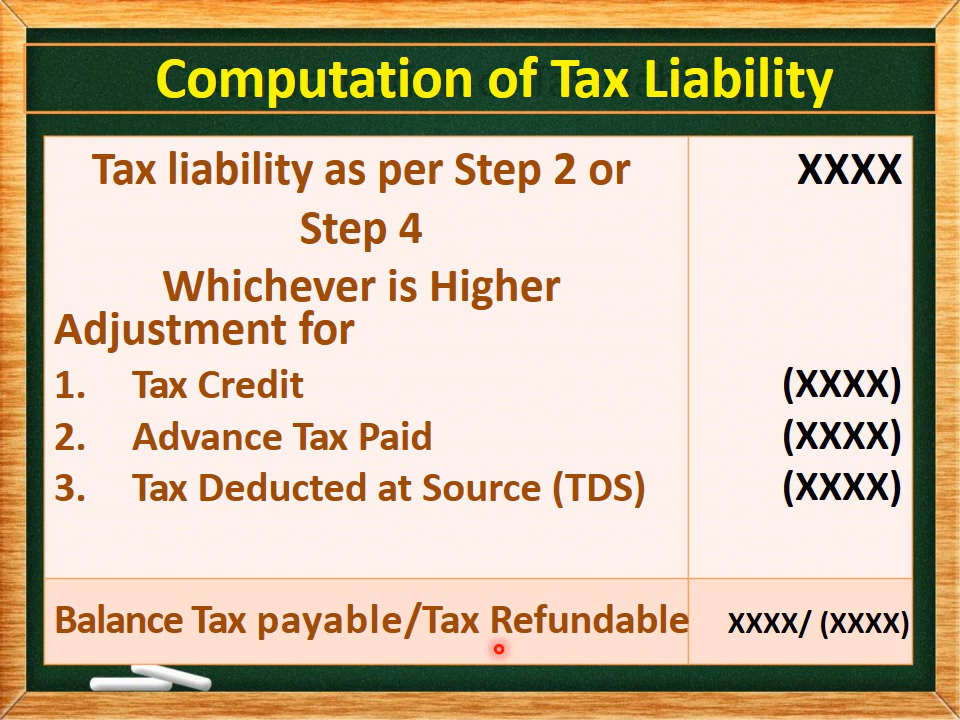 Computation of Tax Liability
Tax liability as per Step 2 or
XXXX
Step 4
Whichever is Higher
Adjustment for
1. Tax Credit
(XXXX)
2. Advance Tax Paid
(XXXX)
3. Tax Deducted at Source (TDS)
(XXXX)
Balance Tax payable/Tax Refundable
XXXX/ (XXXX)